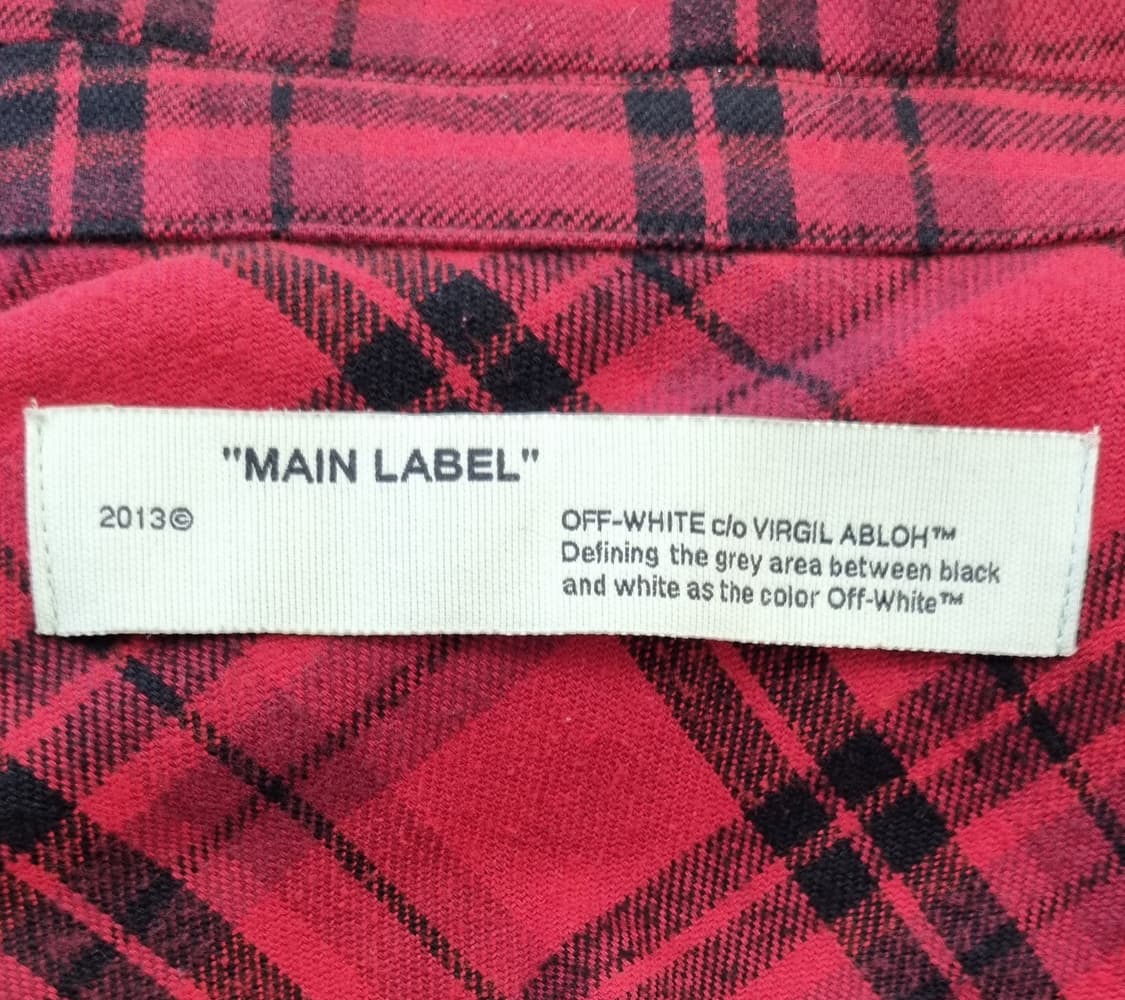 "MAIN LABEL"
2013©
OFF-WHITE c/o VIRGIL ABLOH™
Defining the grey area between black
and white as the color Off-White™